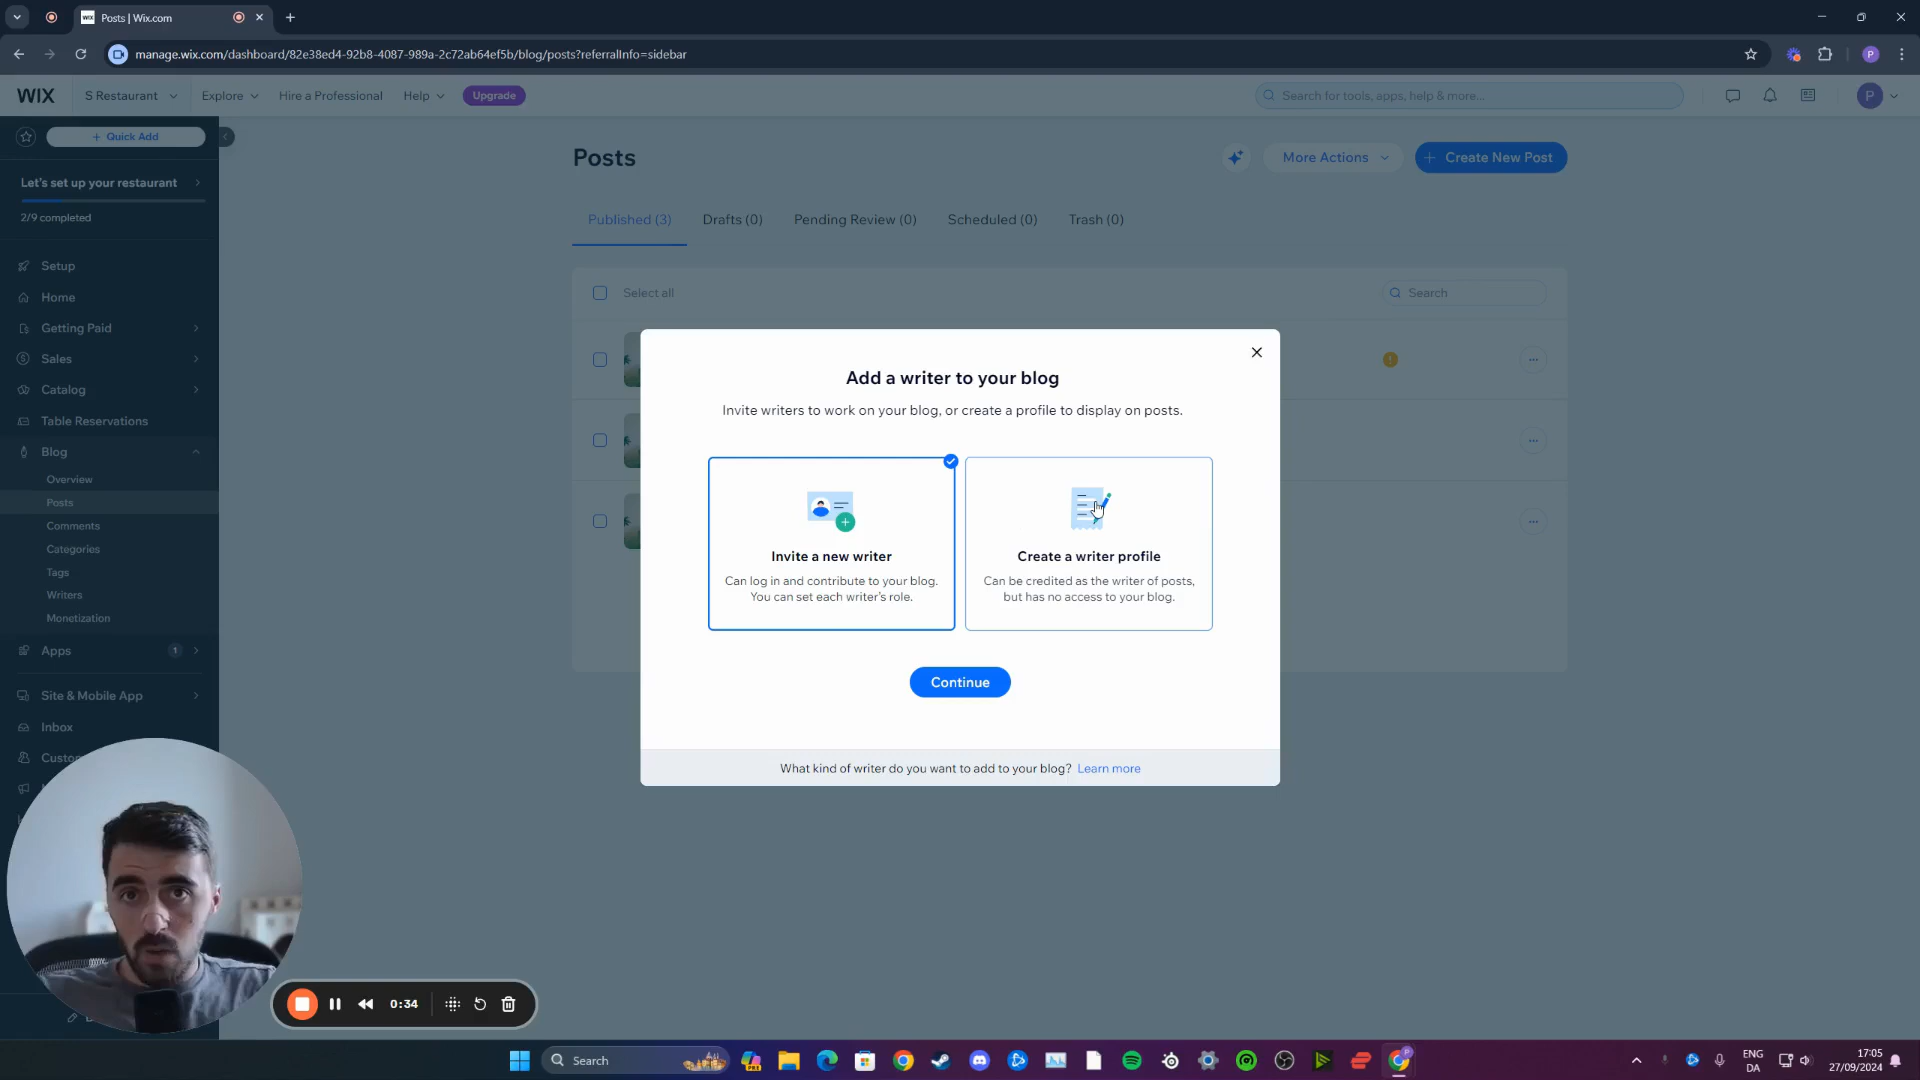 Posts | Wix.com
manage.wix.com/dashboard/82e38ed4-92b8-4087-989a-2c72ab64ef5b/blog/posts?referralInfo=sidebar
P
WIX
S Restaurant
Explore
Hire a Professional
Help
Upgrade
Search for tools, apps, help & more...
P
+ Quick Add
Let's set up your restaurant
2/9 completed
Setup
Home
Getting Paid
Sales
Catalog
Table Reservations
Blog
Overview
Posts
Comments
Categories
Tags
Writers
Monetization
Apps
1
Site & Mobile App
Inbox
Posts
More Actions
+ Create New Post
Published (3)
Drafts (0)
Pending Review (0)
Scheduled (0)
Trash (0)
Select all
Search
Add a writer to your blog
Invite writers to work on your blog, or create a profile to display on posts.
Invite a new writer
Can log in and contribute to your blog.
You can set each writer's role.
Create a writer profile
Can be credited as the writer of posts,
but has no access to your blog.
Continue
What kind of writer do you want to add to your blog? Learn more
0:34
Search
ENG
DA
17:05
27/09/2024